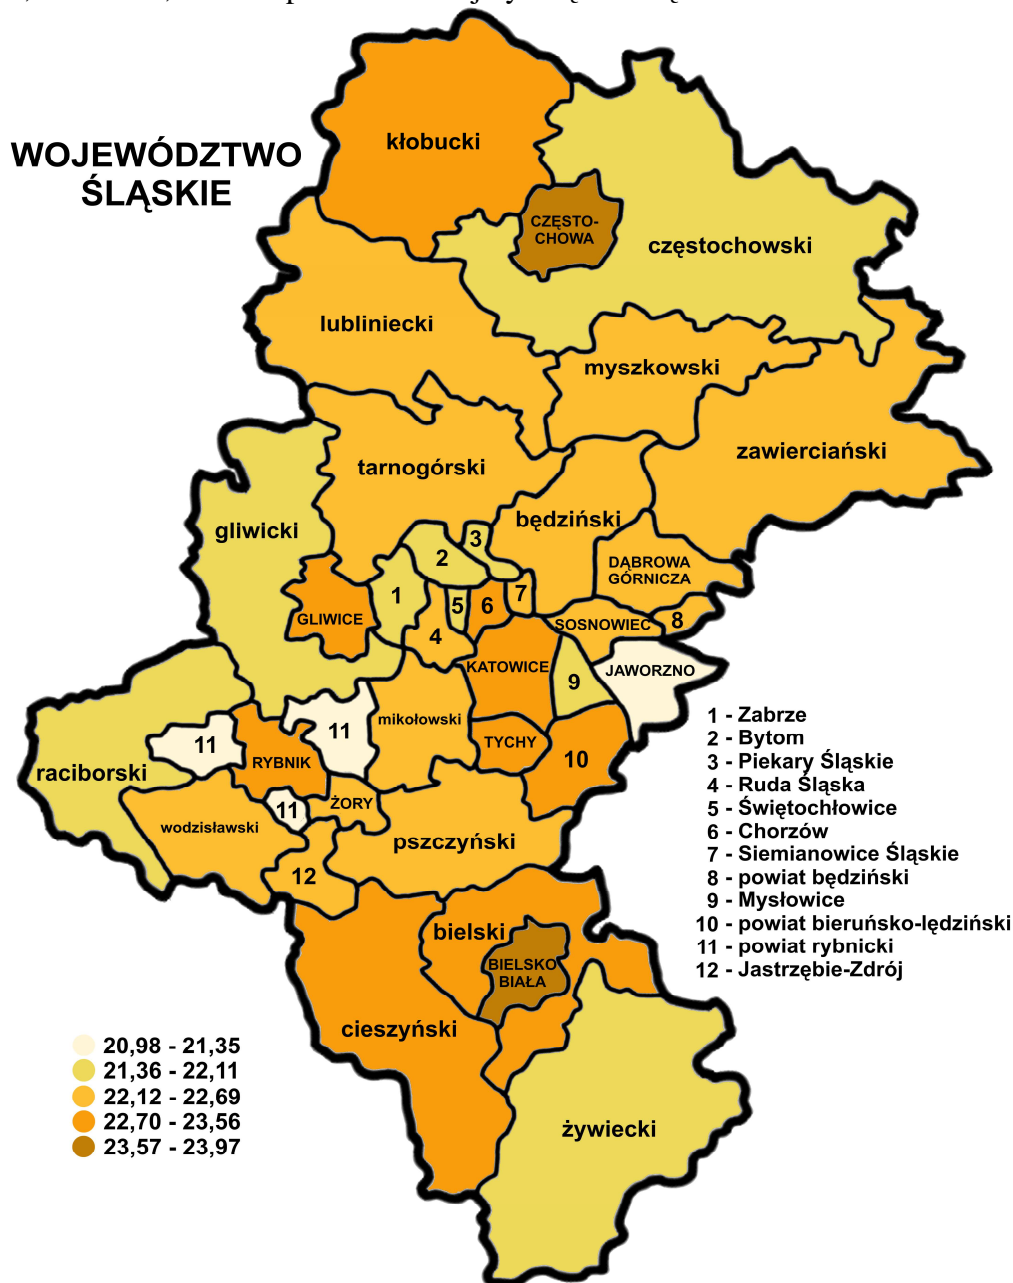 WOJEWÓDZTWO
ŚLĄSKIE
kłobucki
CZĘSTO-
CHOWA
częstochowski
lubliniecki
myszkowski
zawierciański
tarnogórski
będziński
gliwicki
3
2
DĄBROWA
GÓRNICZA
1
7
5
6
GLIWICE
4
SOSNOWIEC
8
KATOWICE
JAWORZNO
9
mikołowski
11
11
TYCHY
raciborski
RYBNIK
10
11
ŻORY
wodzisławski
pszczyński
12
bielski
BIELSKO
BIAŁA
cieszyński
żywiecki
1 - Zabrze
2 - Bytom
3 - Piekary Śląskie
4 - Ruda Śląska
5 - Świętochłowice
6 - Chorzów
7 - Siemianowice Śląskie
8 - powiat będziński
9 - Mysłowice
10 - powiat bieruńsko-lędziński
11 - powiat rybnicki
12 - Jastrzębie-Zdrój
20,98 - 21,35
21,36 - 22,11
22,12 - 22,69
22,70 - 23,56
23,57 - 23,97